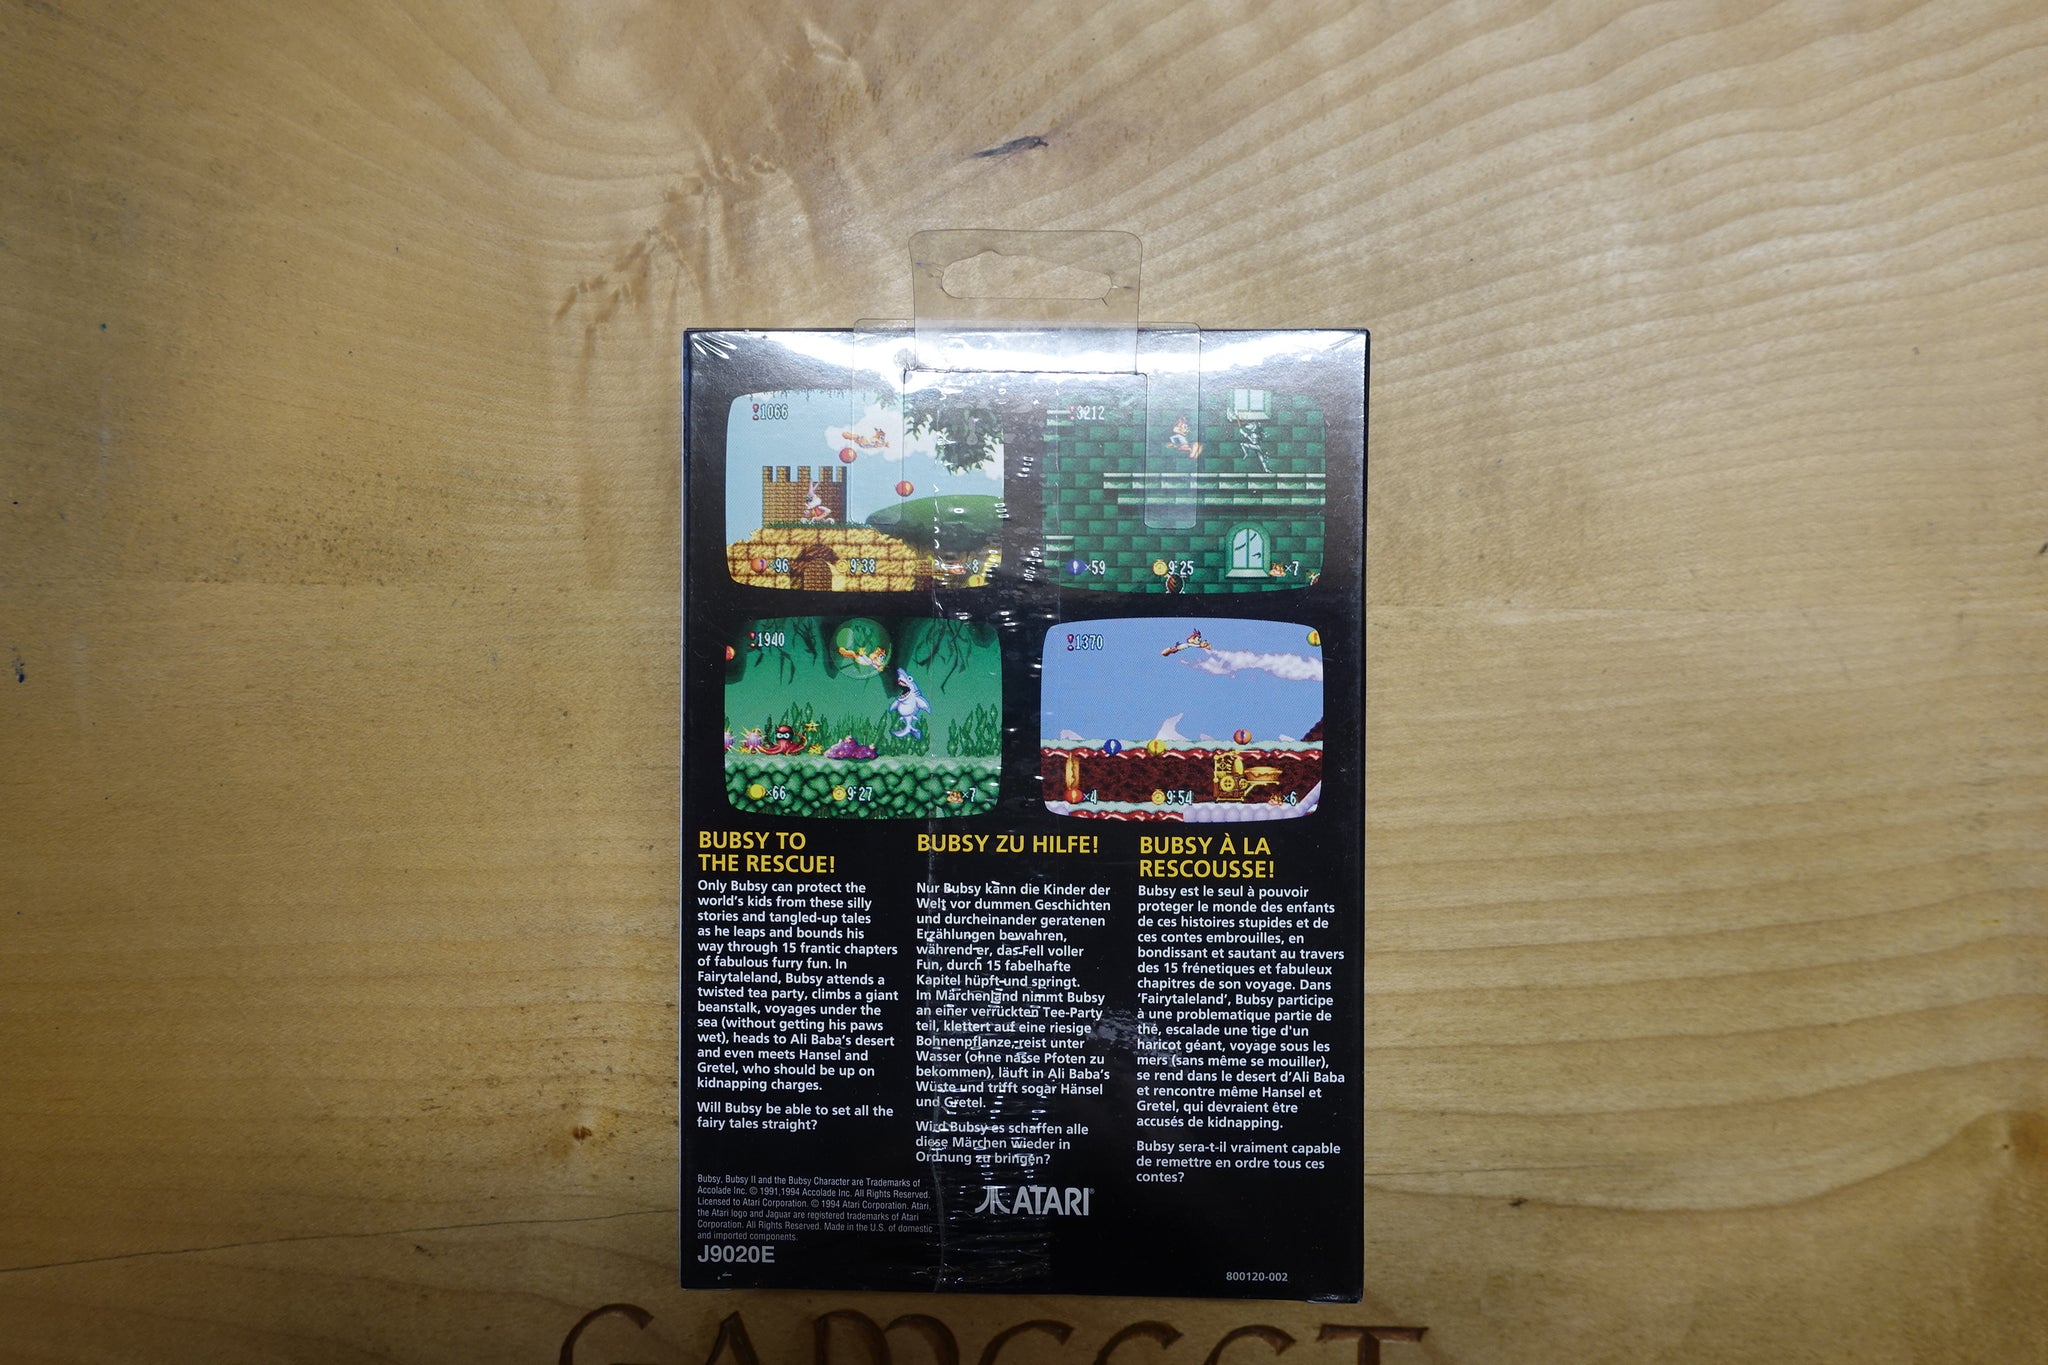 1066
×96
9:38
×8
3212
×59
9:25
×7
1940
×66
9:27
×7
1370
×4
9:54
×6
BUBSY TO
THE RESCUE!
Only Bubsy can protect the
world's kids from these silly
stories and tangled-up tales
as he leaps and bounds his
way through 15 frantic chapters
of fabulous furry fun. In
Fairytaleland, Bubsy attends a
twisted tea party, climbs a giant
beanstalk, voyages under the
sea (without getting his paws
wet), heads to Ali Baba's desert
and even meets Hansel and
Gretel, who should be up on
kidnapping charges.
Will Bubsy be able to set all the
fairy tales straight?
BUBSY ZU HILFE!
Nur Bubsy kann die Kinder der
Welt vor dummen Geschichten
und durcheinander geratenen
Erzählungen bewahren,
während er, das Fell voller
Fun, durch 15 fabelhafte
Kapitel hüpft und springt.
Im Märchenland nimmt Bubsy
an einer verrückten Tee-Party
teil, klettert auf eine riesige
Bohnenpflanze, reist unter
Wasser (ohne nasse Pfoten zu
bekommen), läuft in Ali Baba's
Wüste und trifft sogar Hänsel
und Gretel.
Wird Bubsy es schaffen alle
diese Märchen wieder in
Ordnung zu bringen?
BUBSY À LA
RESCOUSSE!
Bubsy est le seul à pouvoir
proteger le monde des enfants
de ces histoires stupides et de
ces contes embrouilles, en
bondissant et sautant au travers
des 15 frénetiques et fabuleux
chapitres de son voyage. Dans
'Fairytaleland', Bubsy participe
à une problematique partie de
thé, escalade une tige d'un
haricot géant, voyage sous les
mers (sans même se mouiller),
se rend dans le desert d'Ali Baba
et rencontre même Hansel et
Gretel, qui devraient être
accusés de kidnapping.
Bubsy sera-t-il vraiment capable
de remettre en ordre tous ces
contes?
Bubsy, Bubsy II and the Bubsy Character are Trademarks of
Accolade Inc. © 1991,1994 Accolade Inc. All Rights Reserved.
Licensed to Atari Corporation. © 1994 Atari Corporation. Atari,
the Atari logo and Jaguar are registered trademarks of Atari
Corporation. All Rights Reserved. Made in the U.S. of domestic
and imported components.
J9020E
ATARI®
800120-002